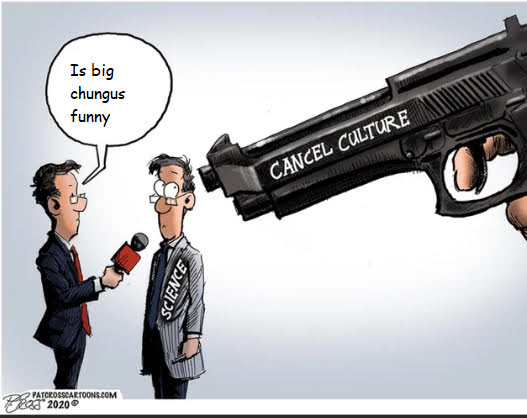 Is big
chungus
funny
CANCEL CULTURE
SCIENCE
PATCROSSCARTOONS.COM
2020 ©